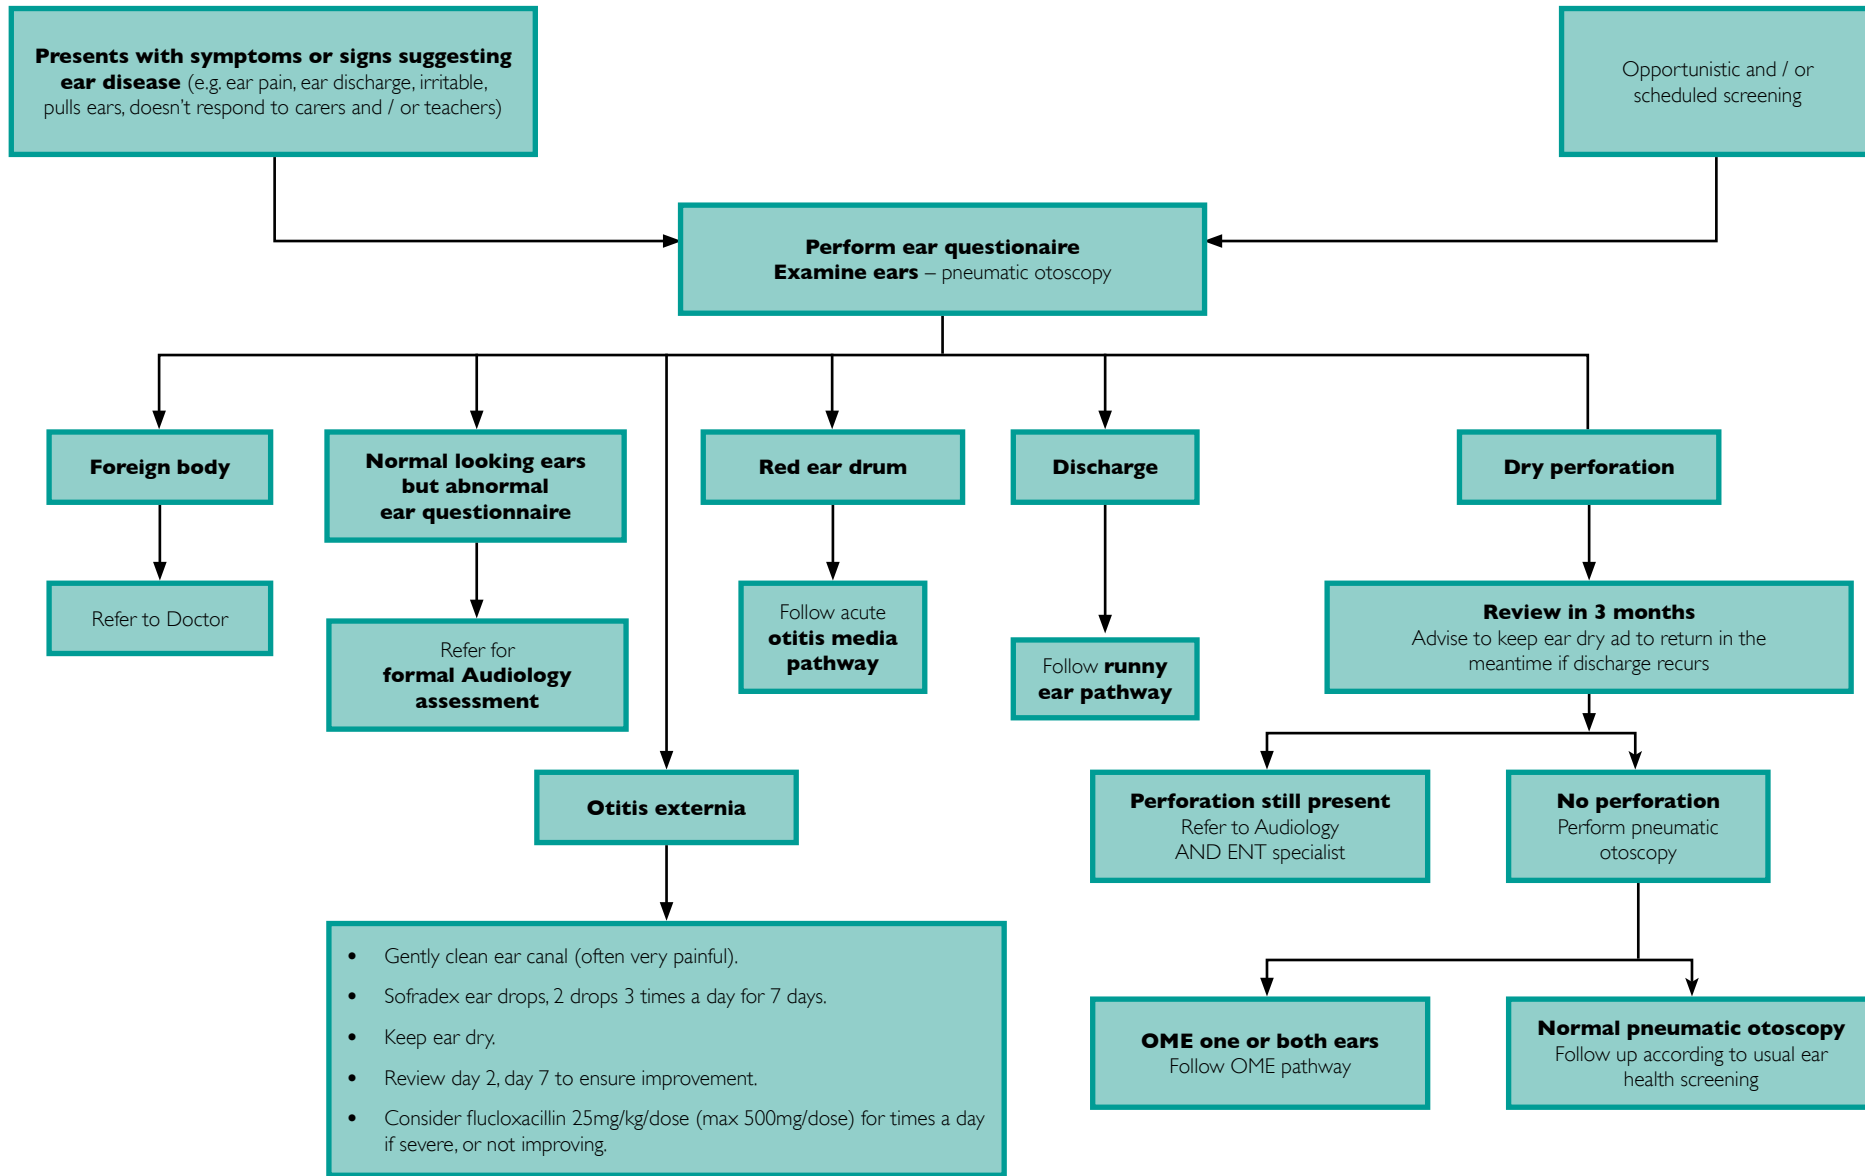 Presents with symptoms or signs suggesting
ear disease (e.g. ear pain, ear discharge, irritable,
pulls ears, doesn't respond to carers and / or teachers)
Opportunistic and / or
scheduled screening
Perform ear questionaire
Examine ears – pneumatic otoscopy
Foreign body
Normal looking ears
but abnormal
ear questionnaire
Red ear drum
Discharge
Dry perforation
Refer to Doctor
Refer for
formal Audiology
assessment
Follow acute
otitis media
pathway
Follow runny
ear pathway
Review in 3 months
Advise to keep ear dry ad to return in the
meantime if discharge recurs
Otitis externia
Perforation still present
Refer to Audiology
AND ENT specialist
No perforation
Perform pneumatic
otoscopy
• Gently clean ear canal (often very painful).
• Sofradex ear drops, 2 drops 3 times a day for 7 days.
• Keep ear dry.
• Review day 2, day 7 to ensure improvement.
• Consider flucloxacillin 25mg/kg/dose (max 500mg/dose) for times a day
if severe, or not improving.
OME one or both ears
Follow OME pathway
Normal pneumatic otoscopy
Follow up according to usual ear
health screening